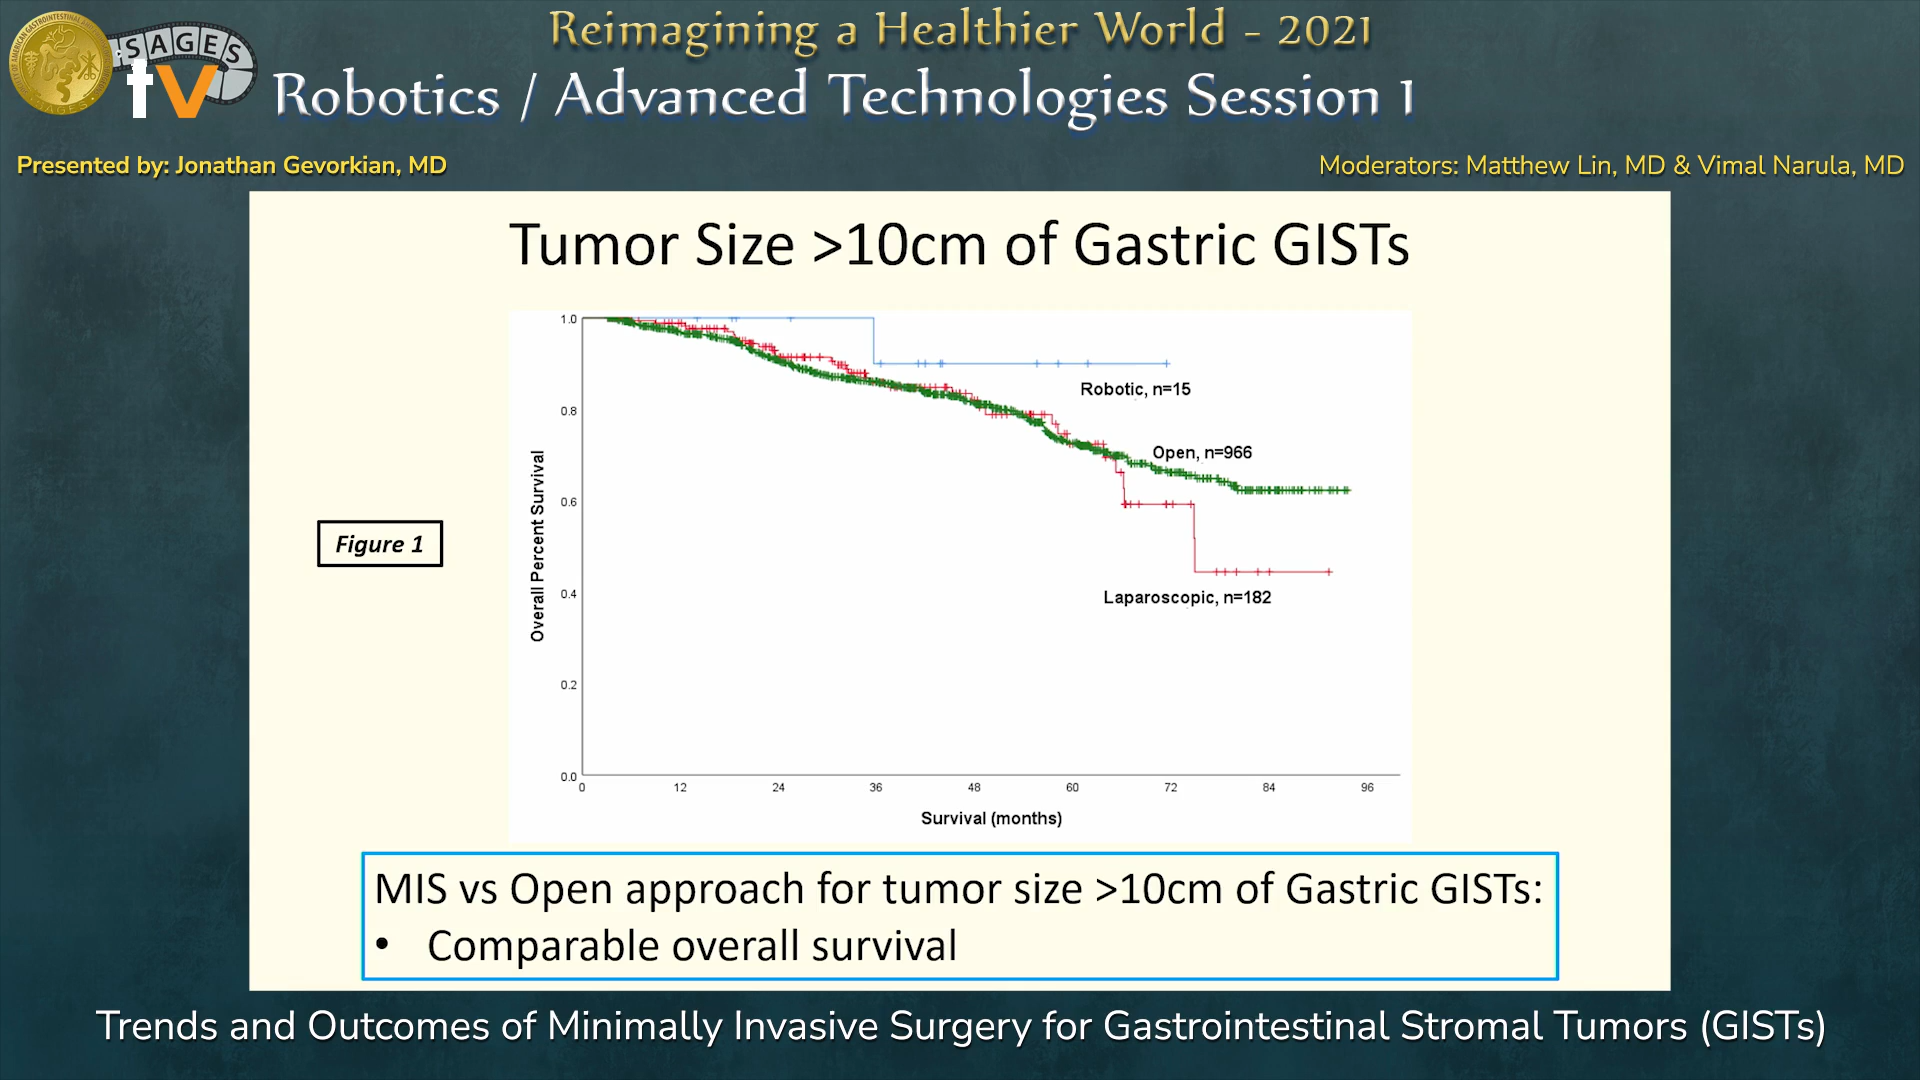 Reimagining a Healthier World - 2021
SAGES
tv
Robotics / Advanced Technologies Session 1
Presented by: Jonathan Gevorkian, MD
Moderators: Matthew Lin, MD & Vimal Narula, MD
Tumor Size >10cm of Gastric GISTs
1.0
0.8
0.6
0.4
0.2
0.0
Overall Percent Survival
Robotic, n=15
Open, n=966
Laparoscopic, n=182
Figure 1
0 12 24 36 48 60 72 84 96
Survival (months)
MIS vs Open approach for tumor size >10cm of Gastric GISTs:
• Comparable overall survival
Trends and Outcomes of Minimally Invasive Surgery for Gastrointestinal Stromal Tumors (GISTs)